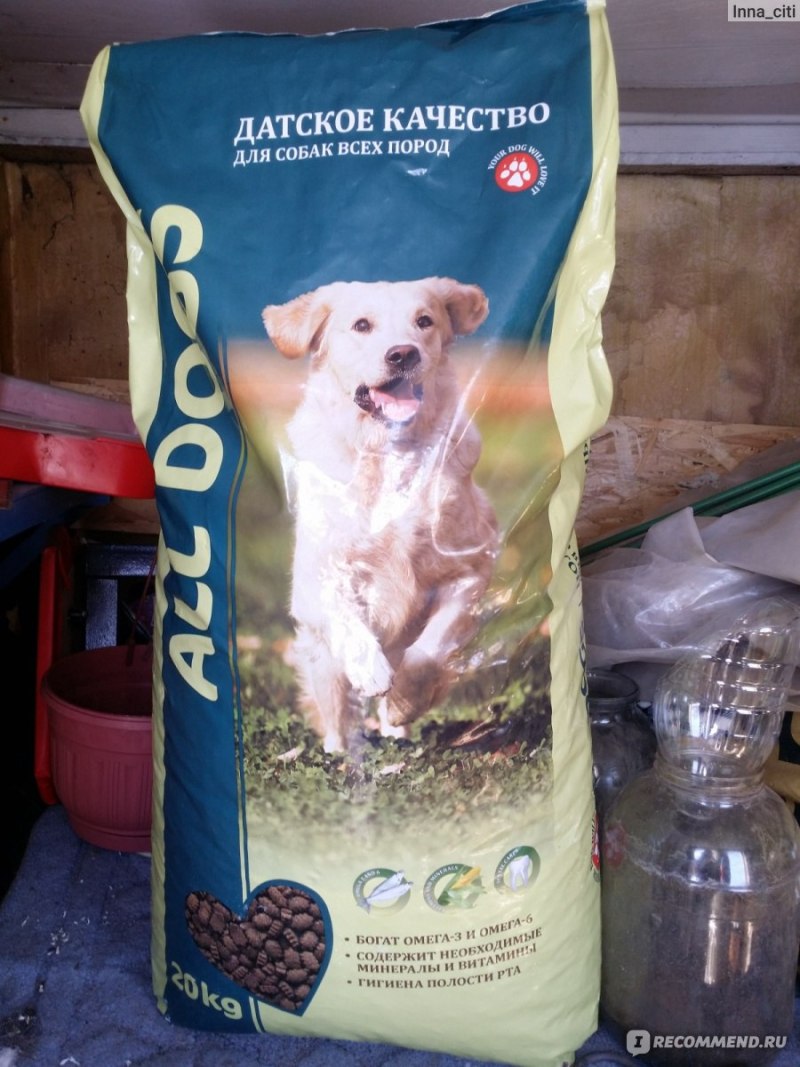 Inna_citi
ДАТСКОЕ КАЧЕСТВО
ДЛЯ СОБАК ВСЕХ ПОРОД
YOUR DOG WILL LOVE IT
ALL DOGS
• БОГАТ ОМЕГА-3 И ОМЕГА-6
• СОДЕРЖИТ НЕОБХОДИМЫЕ
МИНЕРАЛЫ И ВИТАМИНЫ
• ГИГИЕНА ПОЛОСТИ РТА
20kg
IRECOMMEND.RU